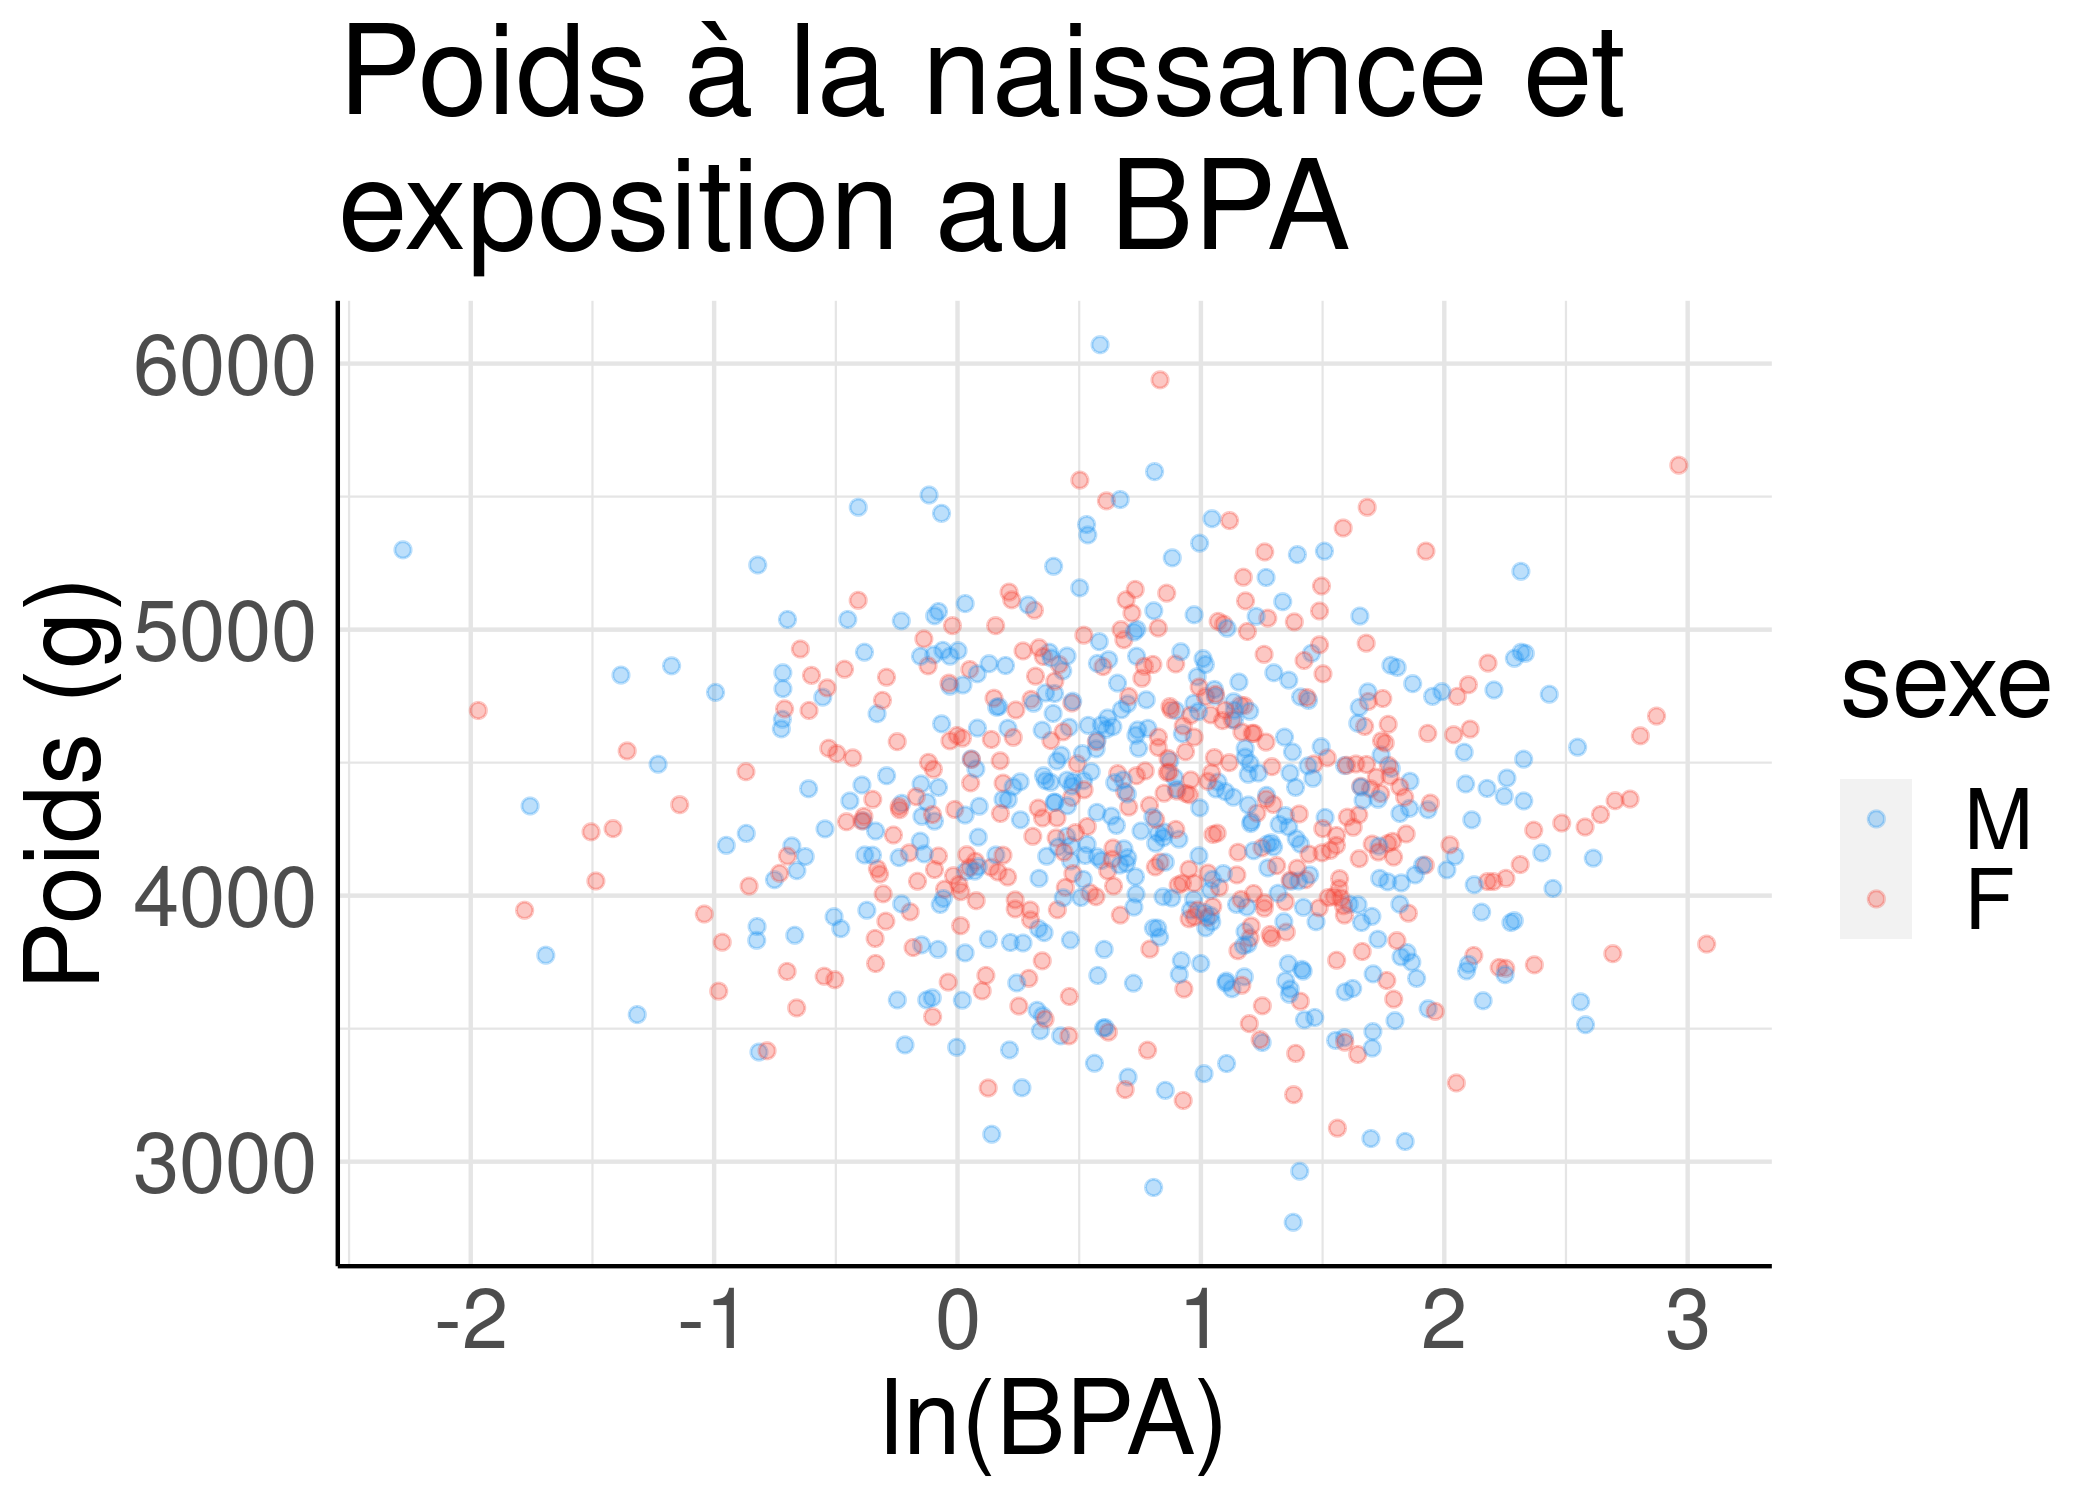 Poids à la naissance et
exposition au BPA
6000
5000
4000
3000
Poids (g)
-2 -1 0 1 2 3
ln(BPA)
sexe
M
F